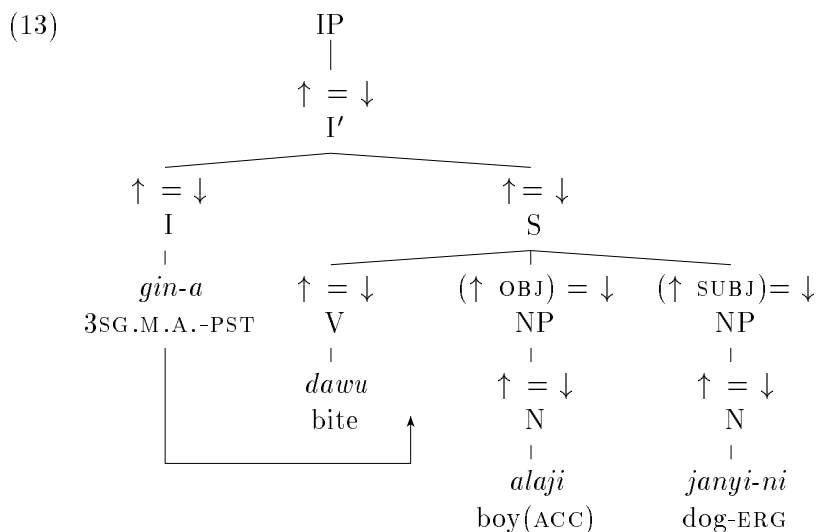 (13) IP
↑ = ↓
I′
↑ = ↓ ↑= ↓
I S
gin-a ↑ = ↓ (↑ OBJ) = ↓ (↑ SUBJ)= ↓
3SG.M.A.-PST V NP NP
dawu ↑ = ↓ ↑ = ↓
bite N N
alaji janyi-ni
boy(ACC) dog-ERG